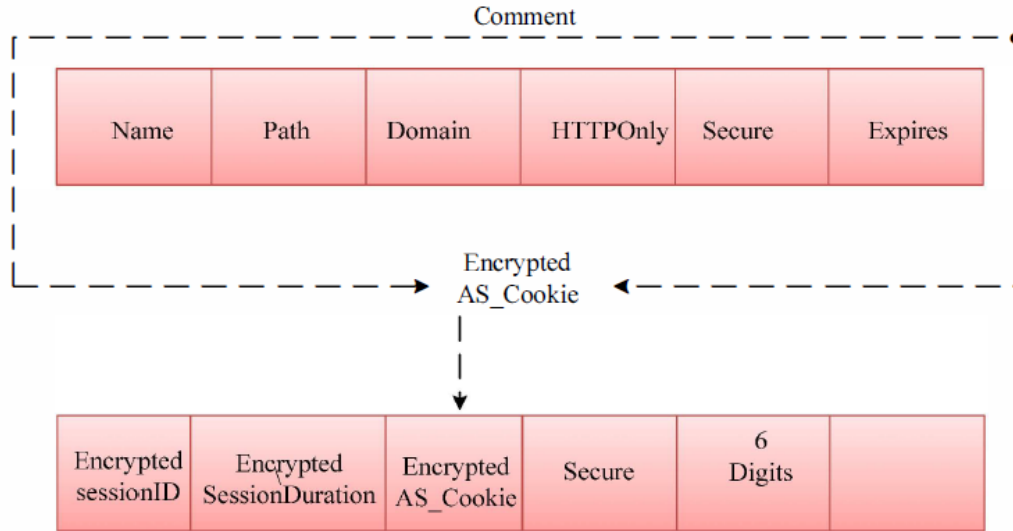 Comment
Name Path Domain HTTPOnly Secure Expires
Encrypted
AS_Cookie
Encrypted
sessionID
Encrypted
SessionDuration
Encrypted
AS_Cookie
Secure
6
Digits